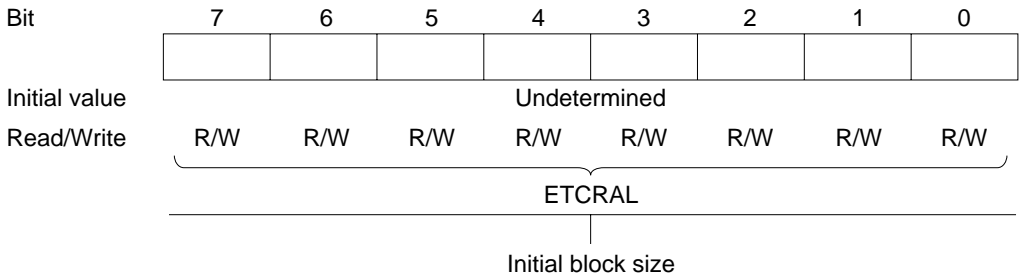 Bit 7 6 5 4 3 2 1 0
Initial value Undetermined
Read/Write R/W R/W R/W R/W R/W R/W R/W R/W
ETCRAL
Initial block size